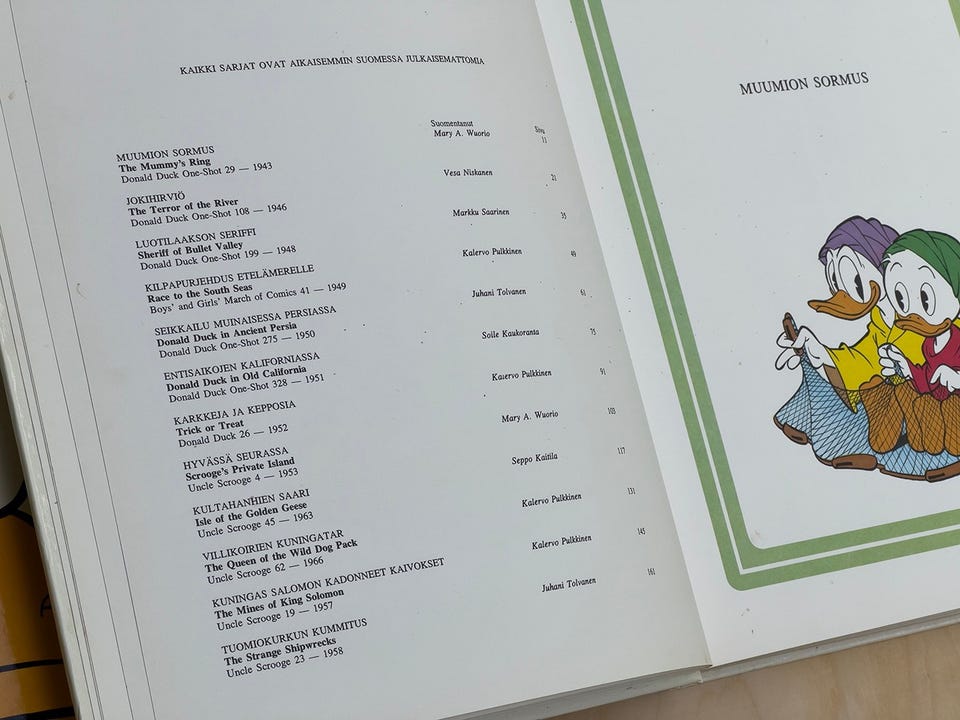 KAIKKI SARJAT OVAT AIKAISEMMIN SUOMESSA JULKAISEMATTOMIA
Suomentanut Sivu
MUUMION SORMUS Mary A. Wuorio 11
The Mummy's Ring
Donald Duck One-Shot 29 — 1943
JOKIHIRVIÖ Vesa Niskanen 21
The Terror of the River
Donald Duck One-Shot 108 — 1946
LUOTILAAKSON SERIFFI Markku Saarinen 35
Sheriff of Bullet Valley
Donald Duck One-Shot 199 — 1948
KILPAPURJEHDUS ETELÄMERELLE Kalervo Pulkkinen 49
Race to the South Seas
Boys' and Girls' March of Comics 41 — 1949
SEIKKAILU MUINAISESSA PERSIASSA Juhani Tolvanen 61
Donald Duck in Ancient Persia
Donald Duck One-Shot 275 — 1950
ENTISAIKOJEN KALIFORNIASSA Soile Kaukoranta 75
Donald Duck in Old California
Donald Duck One-Shot 328 — 1951
KARKKEJA JA KEPPOSIA Kalervo Pulkkinen 91
Trick or Treat
Donald Duck 26 — 1952
HYVÄSSÄ SEURASSA Mary A. Wuorio 103
Scrooge's Private Island
Uncle Scrooge 4 — 1953
KULTAHANHIEN SAARI Seppo Kaitila 117
Isle of the Golden Geese
Uncle Scrooge 45 — 1963
VILLIKOIRIEN KUNINGATAR Kalervo Pulkkinen 131
The Queen of the Wild Dog Pack
Uncle Scrooge 62 — 1966
KUNINGAS SALOMON KADONNEET KAIVOKSET Kalervo Pulkkinen 145
The Mines of King Solomon
Uncle Scrooge 19 — 1957
TUOMIOKURKUN KUMMITUS Juhani Tolvanen 161
The Strange Shipwrecks
Uncle Scrooge 23 — 1958
MUUMION SORMUS